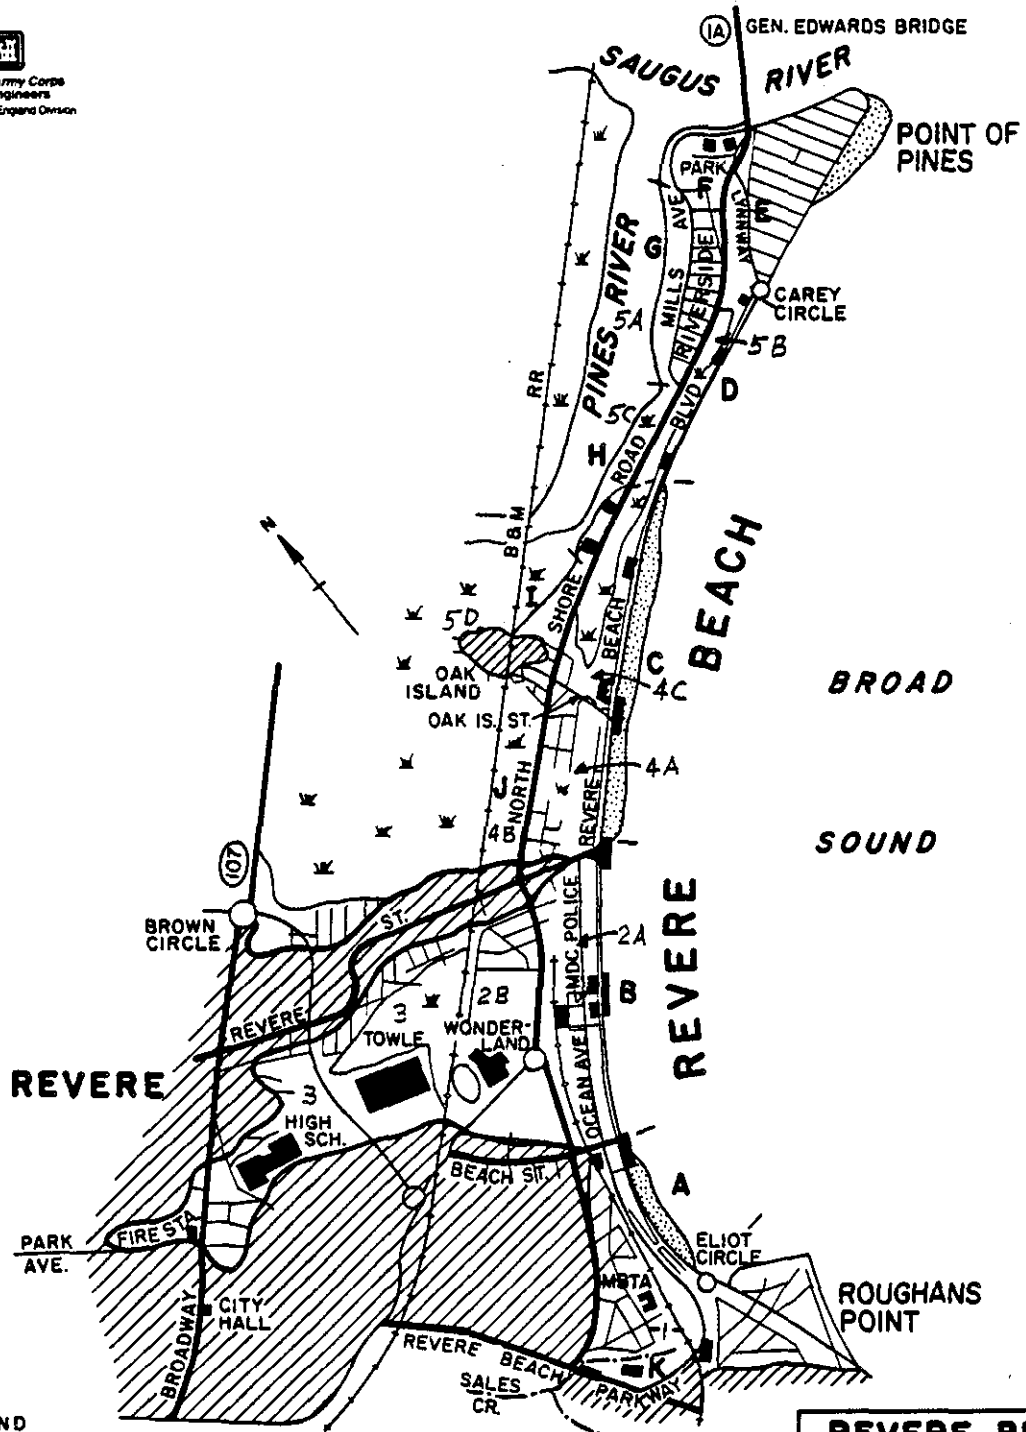 1A GEN. EDWARDS BRIDGE
SAUGUS RIVER
Army Corps
Engineers
England Division
POINT OF
PINES
PARK
AVE
LYNNWAY
E
E
G
MILLS
RIVERSIDE
PINES RIVER
5A
CAREY
CIRCLE
5B
RR
D
5C
BLVD
H
ROAD
N
B & M
BEACH
I
SHORE
5D
BEACH
C
OAK
ISLAND
4C
BROAD
OAK IS. ST.
4A
J
NORTH
REVERE
4B
SOUND
107
BROWN
CIRCLE
ST.
MDC POLICE
2A
REVERE
B
2B
REVERE
3
TOWLE
WONDER-
LAND
REVERE
OCEAN AVE
3
HIGH
SCH.
BEACH ST.
A
FIRE STA
PARK
AVE.
ELIOT
CIRCLE
MBTA
ROUGHANS
POINT
CITY
HALL
1
BROADWAY
REVERE BEACH PARKWAY
K
SALES
CR.
ND